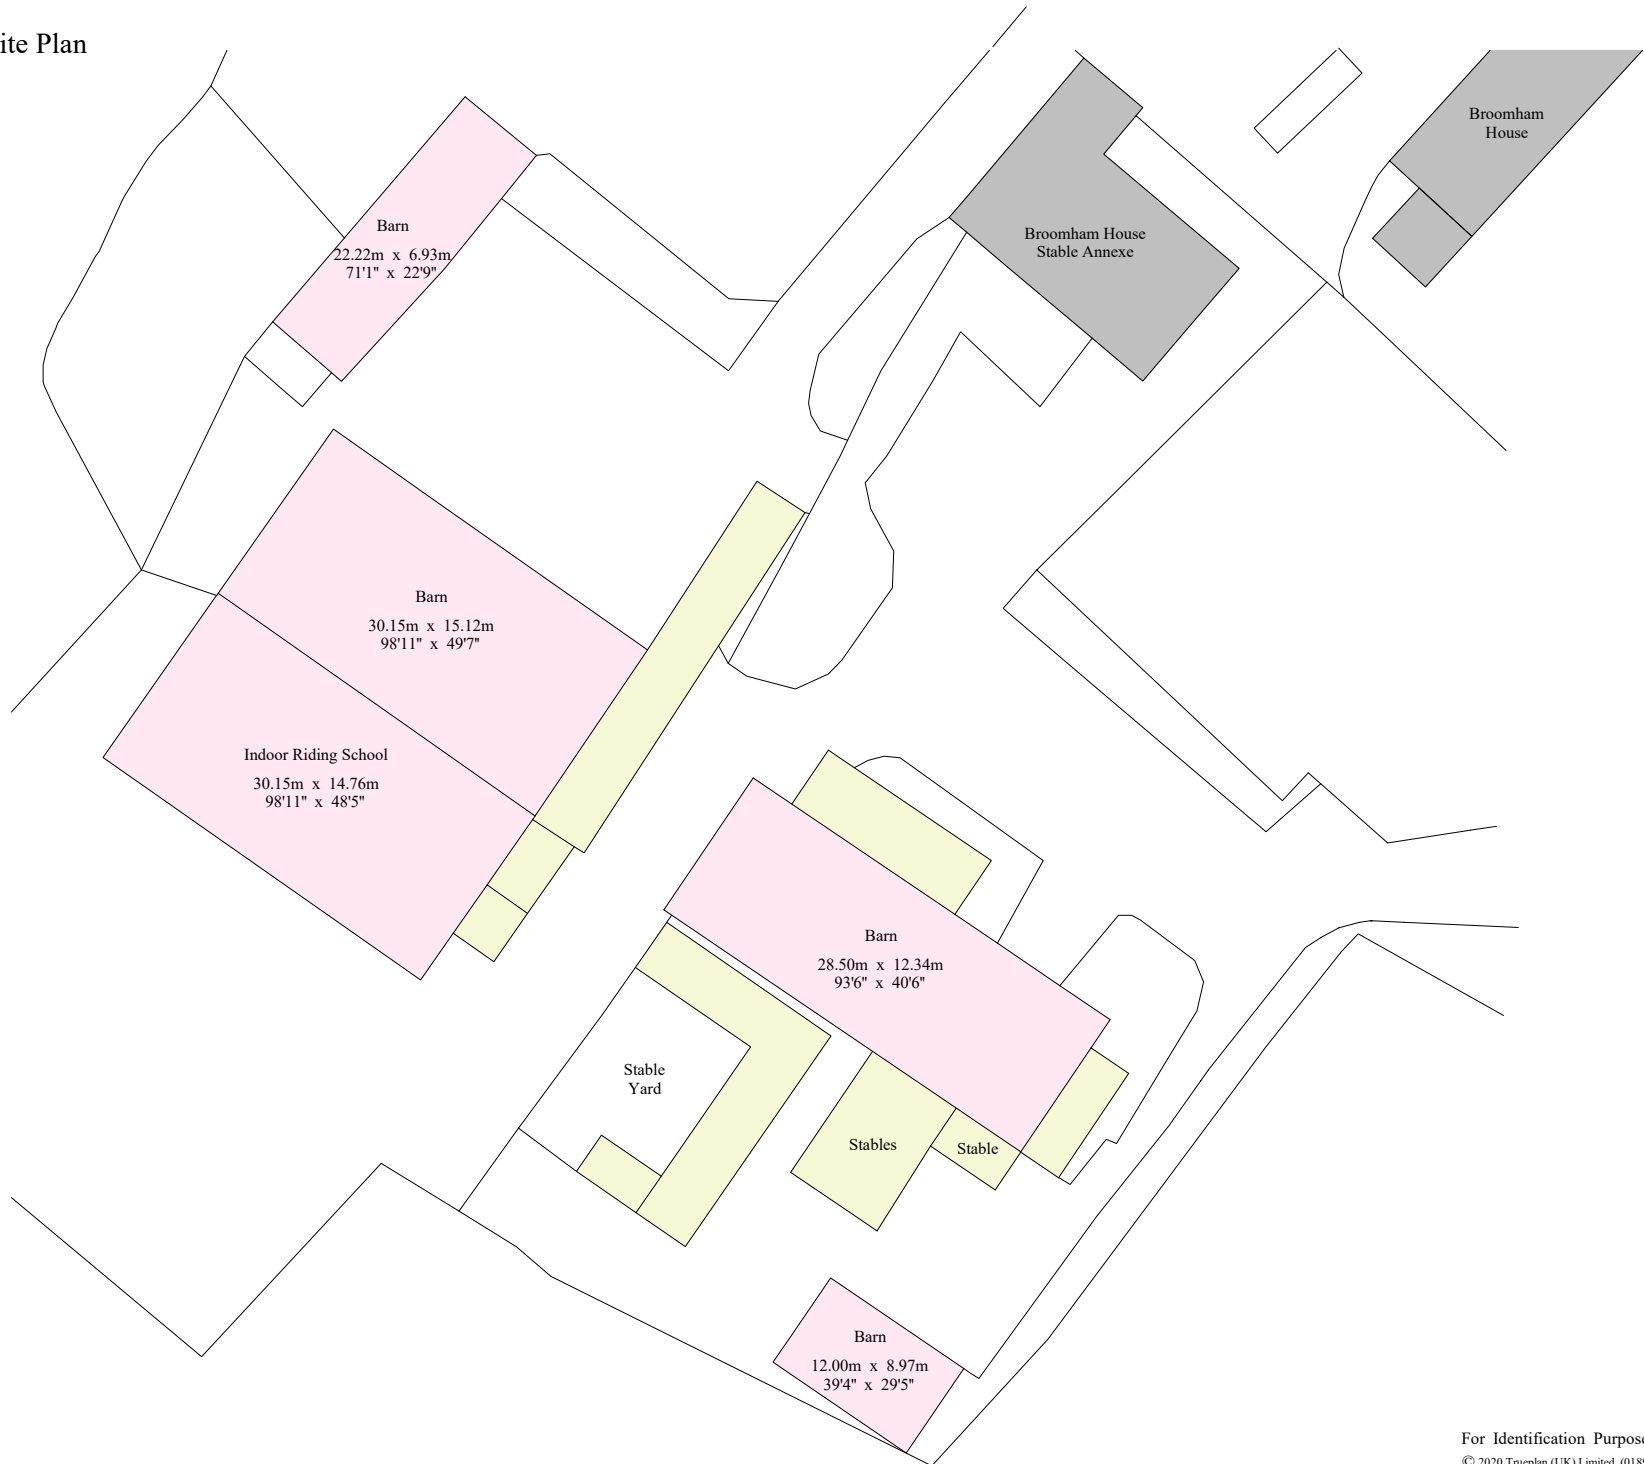 ite Plan
Broomham
House
Barn
22.22m x 6.93m
71'1" x 22'9"
Broomham House
Stable Annexe
Barn
30.15m x 15.12m
98'11" x 49'7"
Indoor Riding School
30.15m x 14.76m
98'11" x 48'5"
Barn
28.50m x 12.34m
93'6" x 40'6"
Stable
Yard
Stables
Stable
Barn
12.00m x 8.97m
39'4" x 29'5"
For Identification Purpose
© 2020 Trueplan (UK) Limited (018